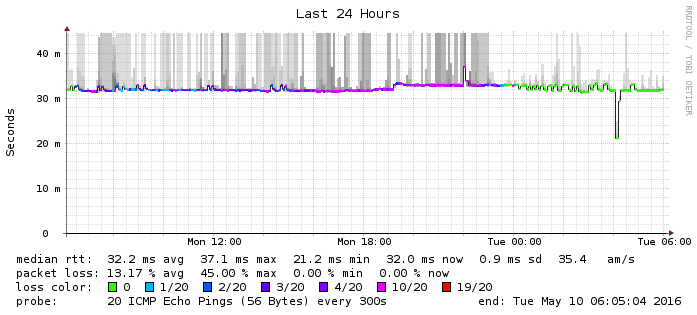 Last 24 Hours
RRDTOOL / TOBI OETIKER
Seconds
40 m
30 m
20 m
10 m
0
Mon 12:00 Mon 18:00 Tue 00:00 Tue 06:00
median rtt: 32.2 ms avg 37.1 ms max 21.2 ms min 32.0 ms now 0.9 ms sd 35.4 am/s
packet loss: 13.17 % avg 45.00 % max 0.00 % min 0.00 % now
loss color: 0 1/20 2/20 3/20 4/20 10/20 19/20
probe: 20 ICMP Echo Pings (56 Bytes) every 300s end: Tue May 10 06:05:04 2016